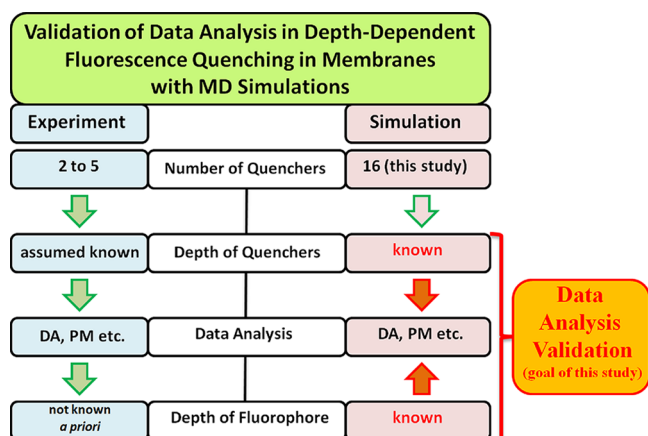 Validation of Data Analysis in Depth-Dependent
Fluorescence Quenching in Membranes
with MD Simulations
Experiment
Simulation
2 to 5
Number of Quenchers
16 (this study)
assumed known
Depth of Quenchers
known
DA, PM etc.
Data Analysis
DA, PM etc.
not known
a priori
Depth of Fluorophore
known
Data
Analysis
Validation
(goal of this study)